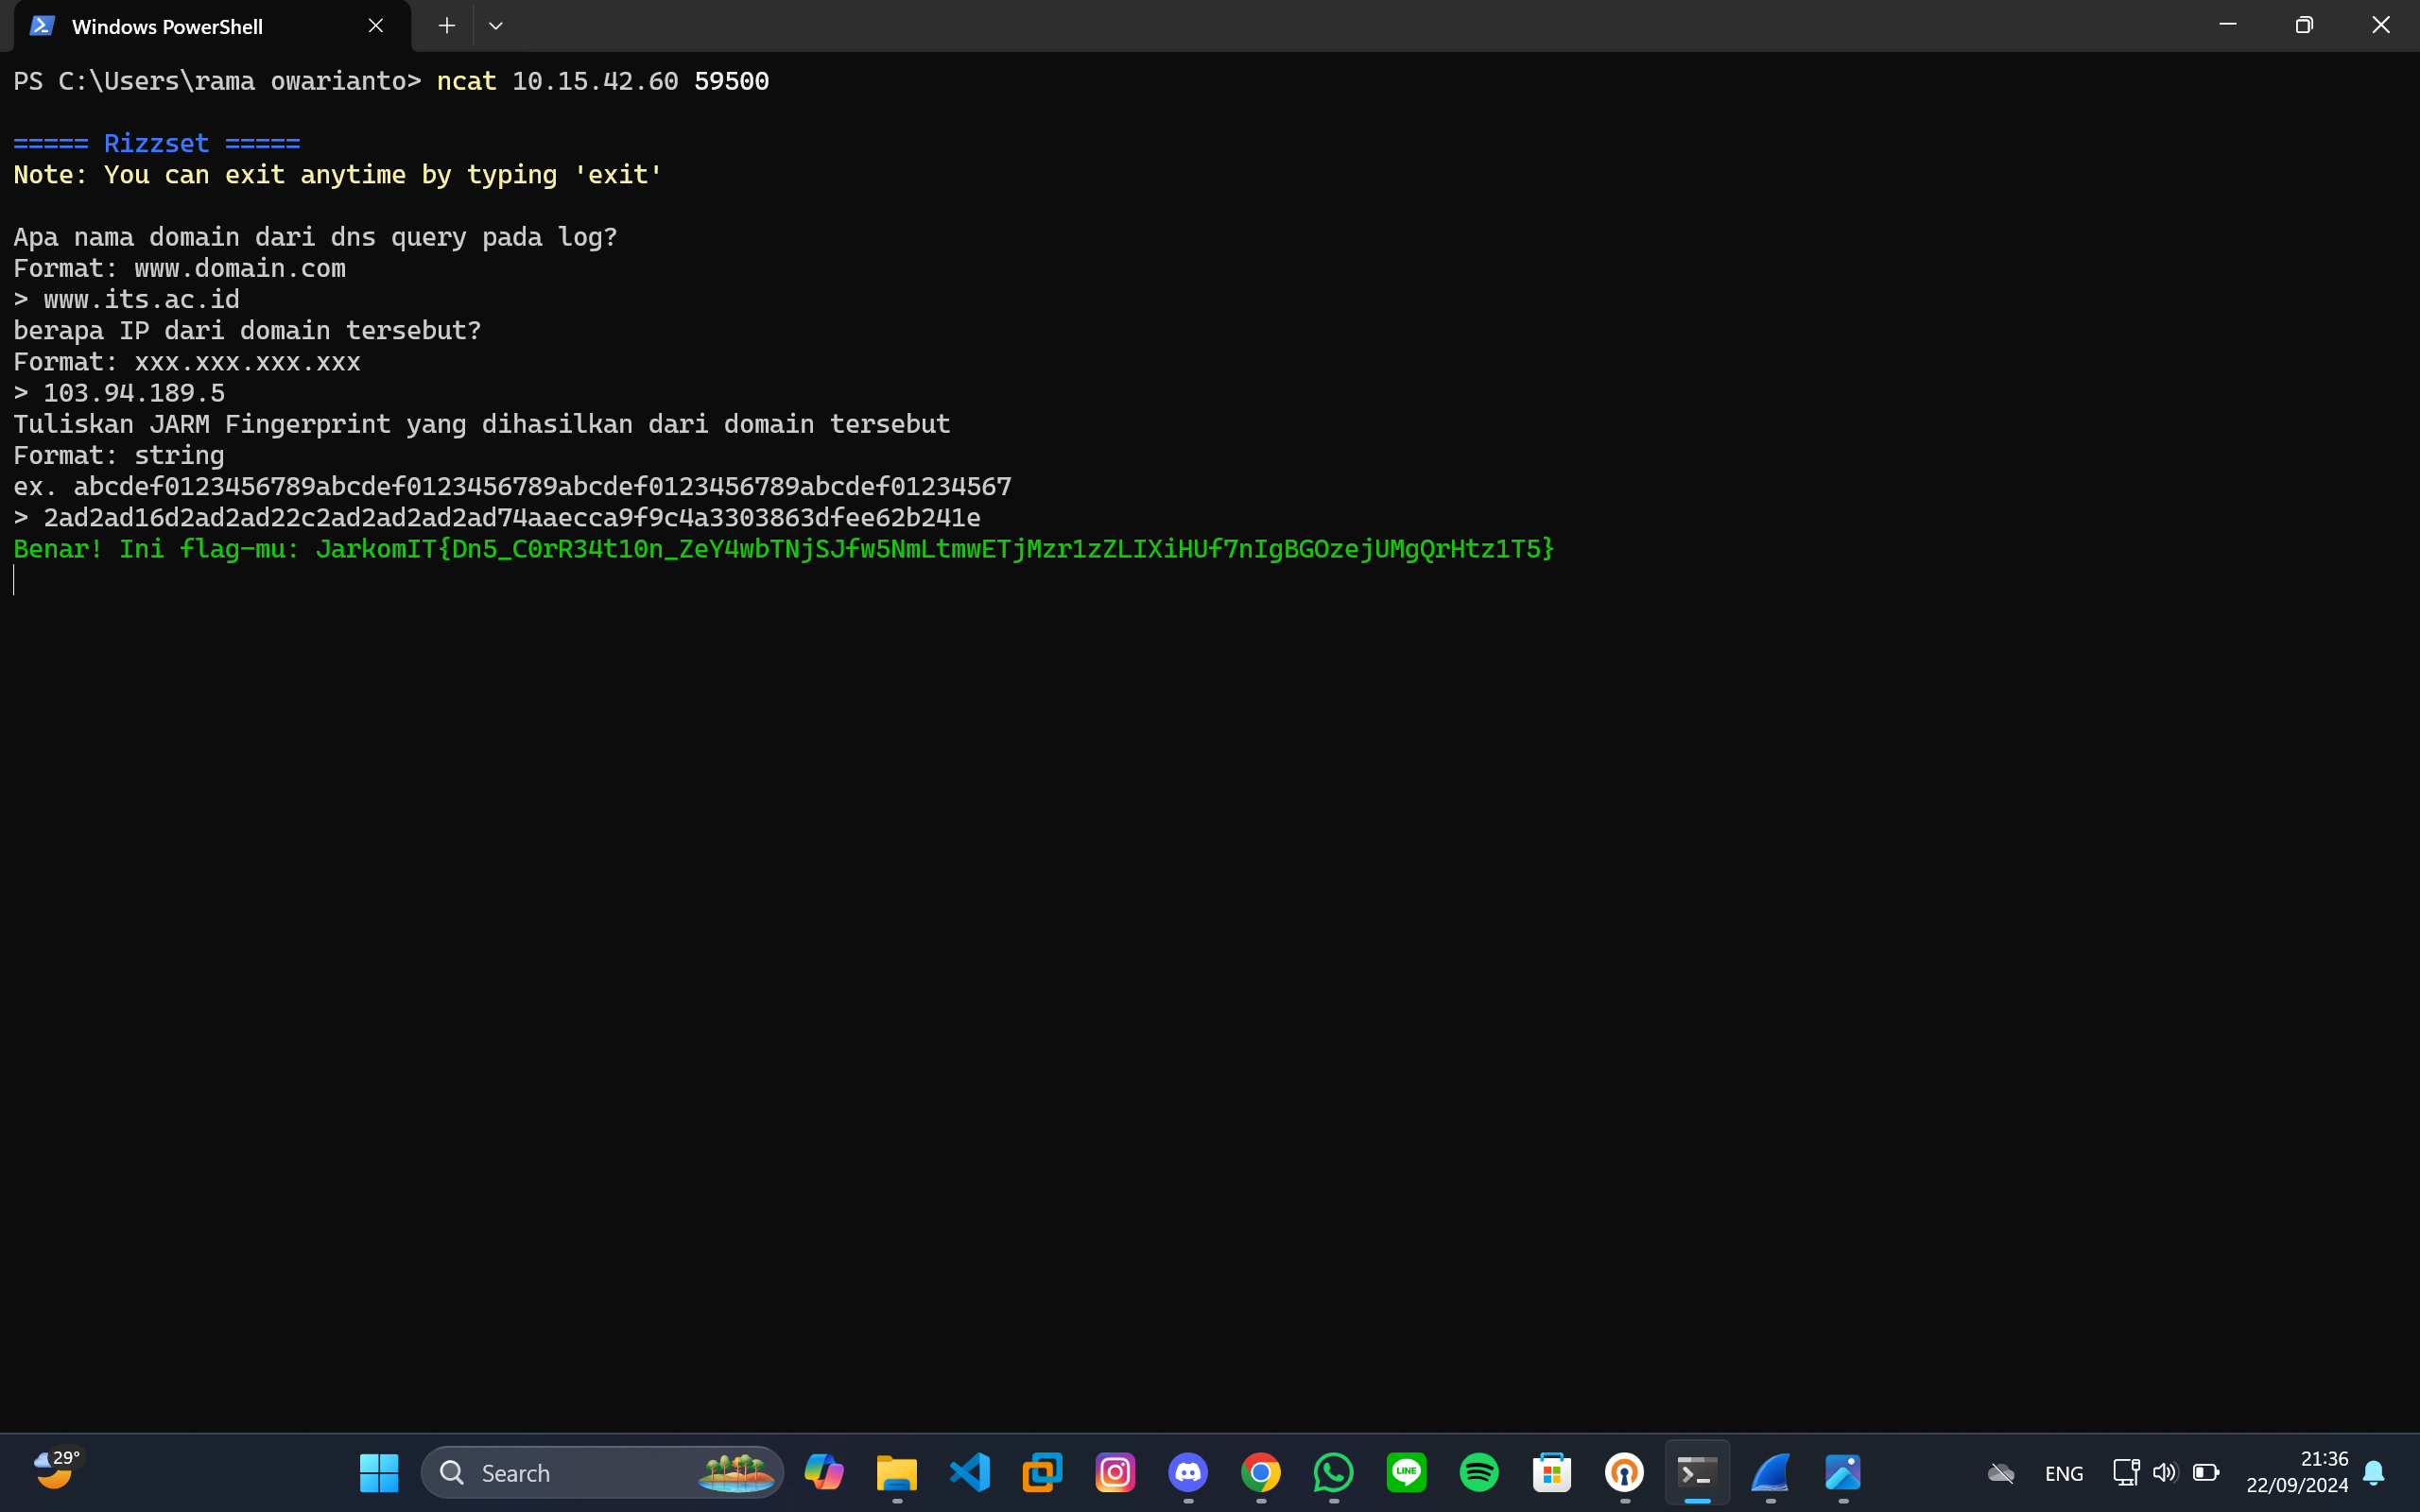 Windows PowerShell
PS C:\Users\rama owarianto> ncat 10.15.42.60 59500
===== Rizzset =====
Note: You can exit anytime by typing 'exit'
Apa nama domain dari dns query pada log?
Format: www.domain.com
> www.its.ac.id
berapa IP dari domain tersebut?
Format: xxx.xxx.xxx.xxx
> 103.94.189.5
Tuliskan JARM Fingerprint yang dihasilkan dari domain tersebut
Format: string
ex. abcdef0123456789abcdef0123456789abcdef0123456789abcdef01234567
> 2ad2ad16d2ad2ad22c2ad2ad2ad2ad74aaecca9f9c4a3303863dfee62b241e
Benar! Ini flag-mu: JarkomIT{Dn5_C0rR34t10n_ZeY4wbTNjSJfw5NmLtmwETjMzr1zZLIXiHUf7nIgBGOzejUMgQrHtz1T5}
29°
Search
LINE
ENG
21:36
22/09/2024